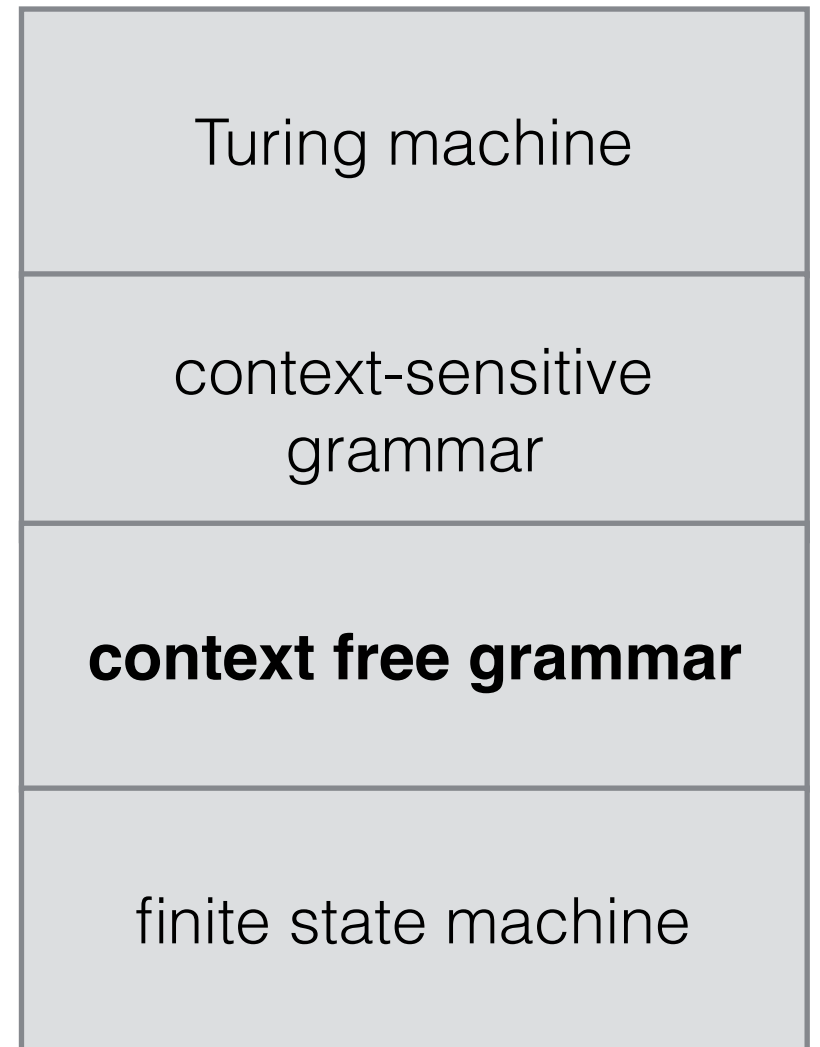 Turing machine
context-sensitive
grammar
context free grammar
finite state machine